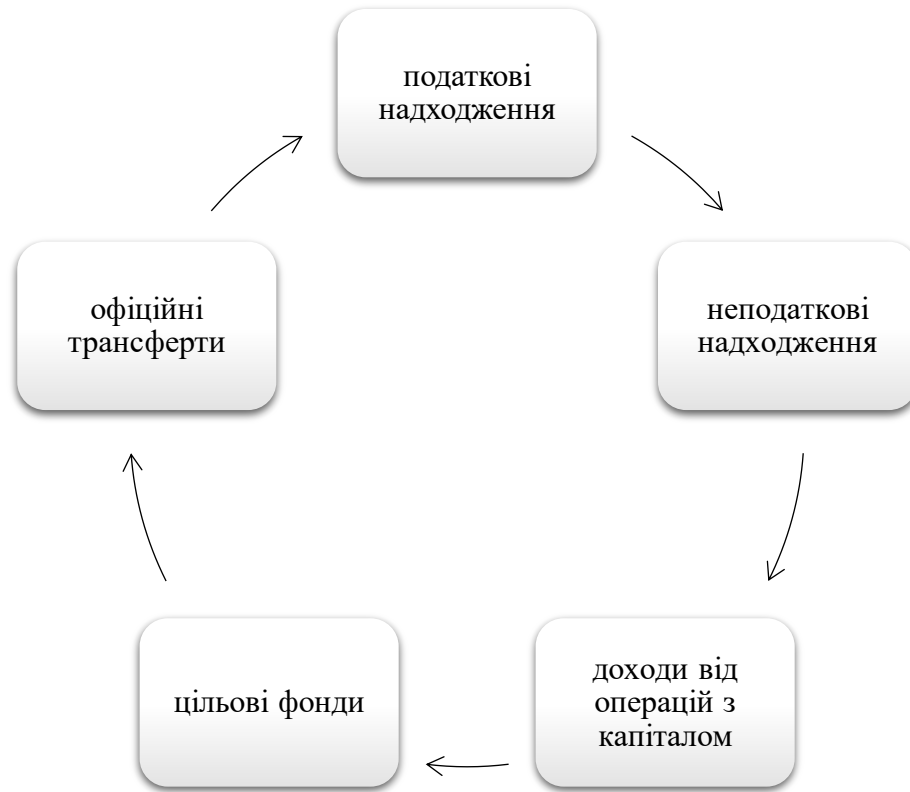 податкові
надходження
неподаткові
надходження
доходи від
операцій з
капіталом
цільові фонди
офіційні
трансферти